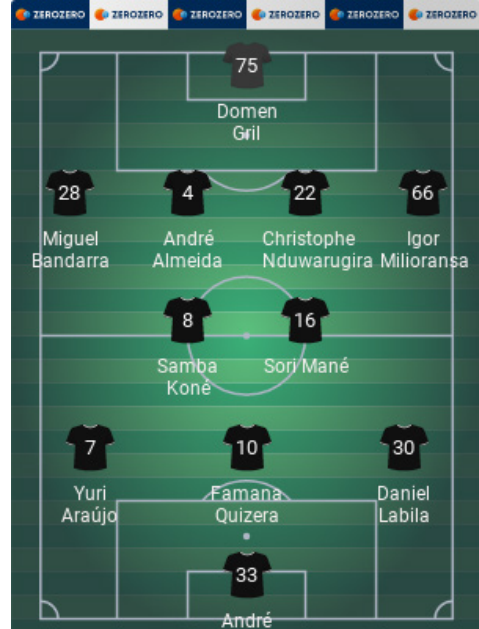 ZEROZERO ZEROZERO ZEROZERO ZEROZERO ZEROZERO ZEROZERO
75
Domen
Gril
28 4 22 66
Miguel André Christophe Igor
Bandarra Almeida Nduwarugira Milioransa
8 16
Samba Sori Mané
Koné
7 10 30
Yuri Famana Daniel
Araújo Quizera Labila
33
André